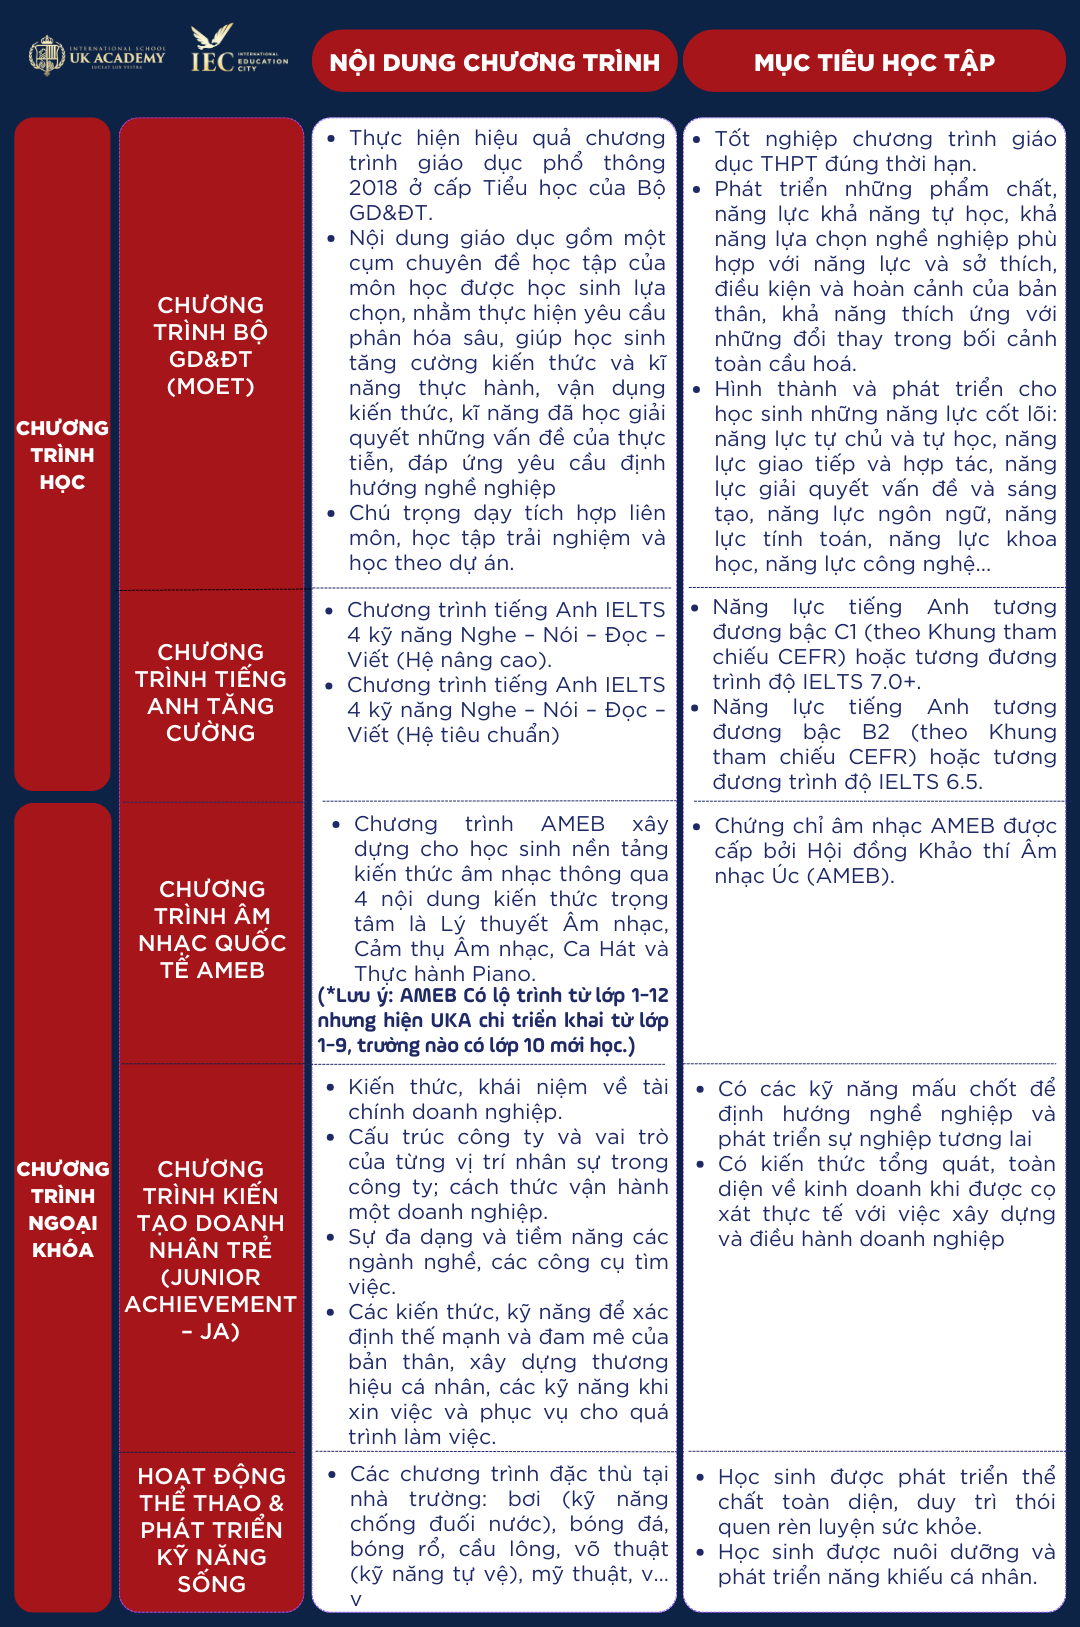 INTERNATIONAL SCHOOL
UK ACADEMY
LUCEAT LUX VESTRA
IEC INTERNATIONAL
EDUCATION
CITY
NỘI DUNG CHƯƠNG TRÌNH
MỤC TIÊU HỌC TẬP
CHƯƠNG
TRÌNH
HỌC
CHƯƠNG
TRÌNH BỘ
GD&ĐT
(MOET)
• Thực hiện hiệu quả chương
trình giáo dục phổ thông
2018 ở cấp Tiểu học của Bộ
GD&ĐT.
• Nội dung giáo dục gồm một
cụm chuyên đề học tập của
môn học được học sinh lựa
chọn, nhằm thực hiện yêu cầu
phân hóa sâu, giúp học sinh
tăng cường kiến thức và kĩ
năng thực hành, vận dụng
kiến thức, kĩ năng đã học giải
quyết những vấn đề của thực
tiễn, đáp ứng yêu cầu định
hướng nghề nghiệp
• Chú trọng dạy tích hợp liên
môn, học tập trải nghiệm và
học theo dự án.
• Tốt nghiệp chương trình giáo
dục THPT đúng thời hạn.
• Phát triển những phẩm chất,
năng lực khả năng tự học, khả
năng lựa chọn nghề nghiệp phù
hợp với năng lực và sở thích,
điều kiện và hoàn cảnh của bản
thân, khả năng thích ứng với
những đổi thay trong bối cảnh
toàn cầu hoá.
• Hình thành và phát triển cho
học sinh những năng lực cốt lõi:
năng lực tự chủ và tự học, năng
lực giao tiếp và hợp tác, năng
lực giải quyết vấn đề và sáng
tạo, năng lực ngôn ngữ, năng
lực tính toán, năng lực khoa
học, năng lực công nghệ...
CHƯƠNG
TRÌNH TIẾNG
ANH TĂNG
CƯỜNG
• Chương trình tiếng Anh IELTS
4 kỹ năng Nghe – Nói – Đọc –
Viết (Hệ nâng cao).
• Chương trình tiếng Anh IELTS
4 kỹ năng Nghe – Nói – Đọc –
Viết (Hệ tiêu chuẩn)
• Năng lực tiếng Anh tương
đương bậc C1 (theo Khung tham
chiếu CEFR) hoặc tương đương
trình độ IELTS 7.0+.
• Năng lực tiếng Anh tương
đương bậc B2 (theo Khung
tham chiếu CEFR) hoặc tương
đương trình độ IELTS 6.5.
CHƯƠNG
TRÌNH
NGOẠI
KHÓA
CHƯƠNG
TRÌNH ÂM
NHẠC QUỐC
TẾ AMEB
• Chương trình AMEB xây
dựng cho học sinh nền tảng
kiến thức âm nhạc thông qua
4 nội dung kiến thức trọng
tâm là Lý thuyết Âm nhạc,
Cảm thụ Âm nhạc, Ca Hát và
Thực hành Piano.
(*Lưu ý: AMEB Có lộ trình từ lớp 1-12
nhưng hiện UKA chỉ triển khai từ lớp
1-9, trường nào có lớp 10 mới học.)
• Chứng chỉ âm nhạc AMEB được
cấp bởi Hội đồng Khảo thí Âm
nhạc Úc (AMEB).
CHƯƠNG
TRÌNH KIẾN
TẠO DOANH
NHÂN TRẺ
(JUNIOR
ACHIEVEMENT
– JA)
• Kiến thức, khái niệm về tài
chính doanh nghiệp.
• Cấu trúc công ty và vai trò
của từng vị trí nhân sự trong
công ty; cách thức vận hành
một doanh nghiệp.
• Sự đa dạng và tiềm năng các
ngành nghề, các công cụ tìm
việc.
• Các kiến thức, kỹ năng để xác
định thế mạnh và đam mê của
bản thân, xây dựng thương
hiệu cá nhân, các kỹ năng khi
xin việc và phục vụ cho quá
trình làm việc.
• Có các kỹ năng mấu chốt để
định hướng nghề nghiệp và
phát triển sự nghiệp tương lai
• Có kiến thức tổng quát, toàn
diện về kinh doanh khi được cọ
xát thực tế với việc xây dựng
và điều hành doanh nghiệp
HOẠT ĐỘNG
THỂ THAO &
PHÁT TRIỂN
KỸ NĂNG
SỐNG
• Các chương trình đặc thù tại
nhà trường: bơi (kỹ năng
chống đuối nước), bóng đá,
bóng rổ, cầu lông, võ thuật
(kỹ năng tự vệ), mỹ thuật, v...
v
• Học sinh được phát triển thể
chất toàn diện, duy trì thói
quen rèn luyện sức khỏe.
• Học sinh được nuôi dưỡng và
phát triển năng khiếu cá nhân.